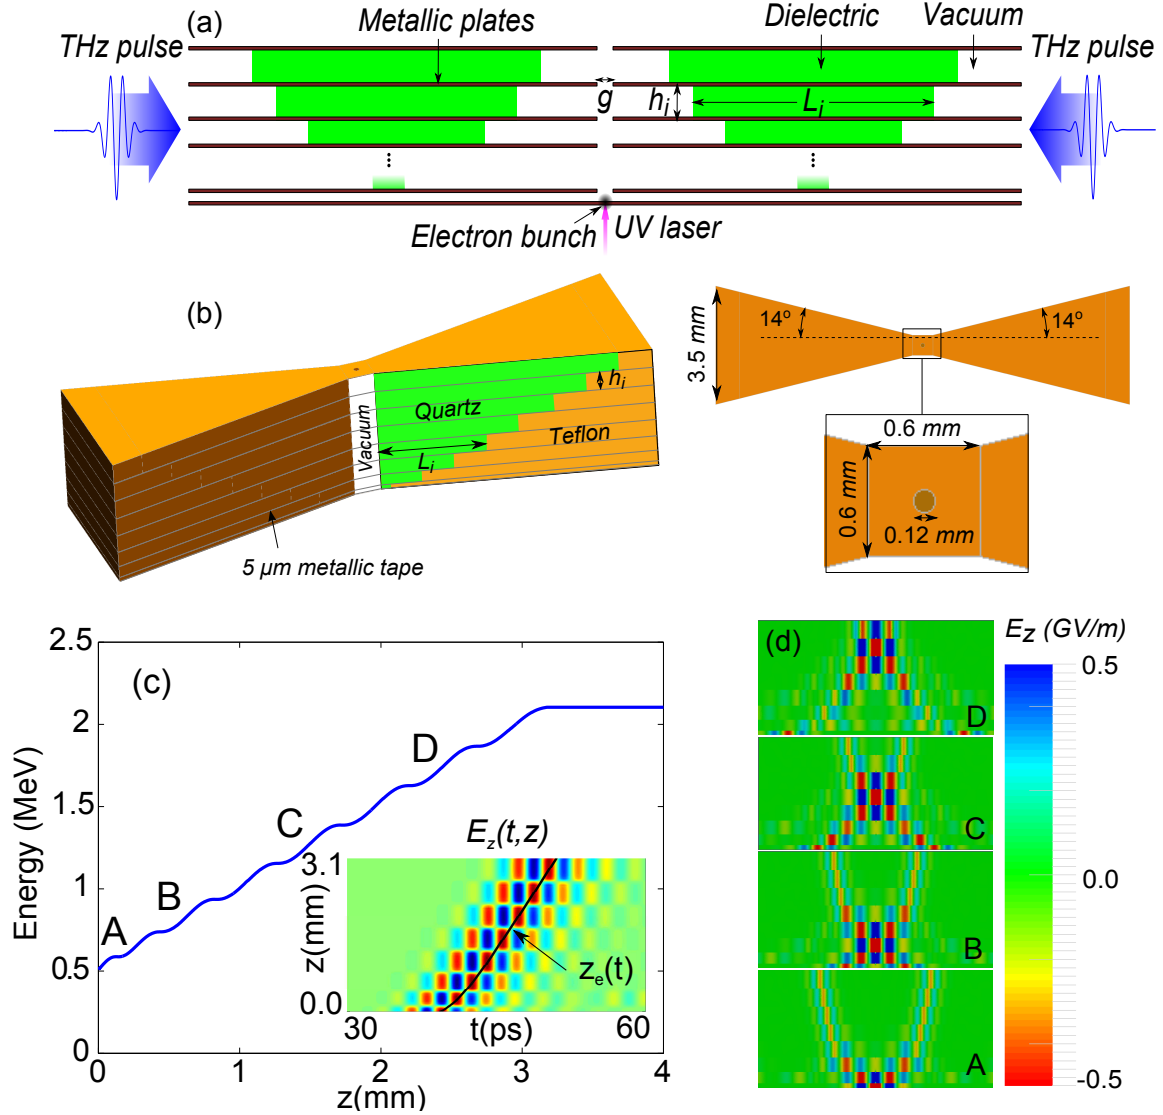 (a)
Metallic plates
Dielectric
Vacuum
THz pulse
THz pulse
g
h_i
L_i
...
...
Electron bunch
UV laser
(b)
h_i
Quartz
Vacuum
L_i
Teflon
5 μm metallic tape
3.5 mm
14°
14°
0.6 mm
0.6 mm
0.12 mm
(c)
Energy (MeV)
2.5
2
1.5
1
0.5
0
0
1
2
3
4
z(mm)
A
B
C
D
E_z(t,z)
3.1
z(mm)
0.0
30
t(ps)
60
z_e(t)
(d)
D
C
B
A
E_z (GV/m)
0.5
0.0
-0.5